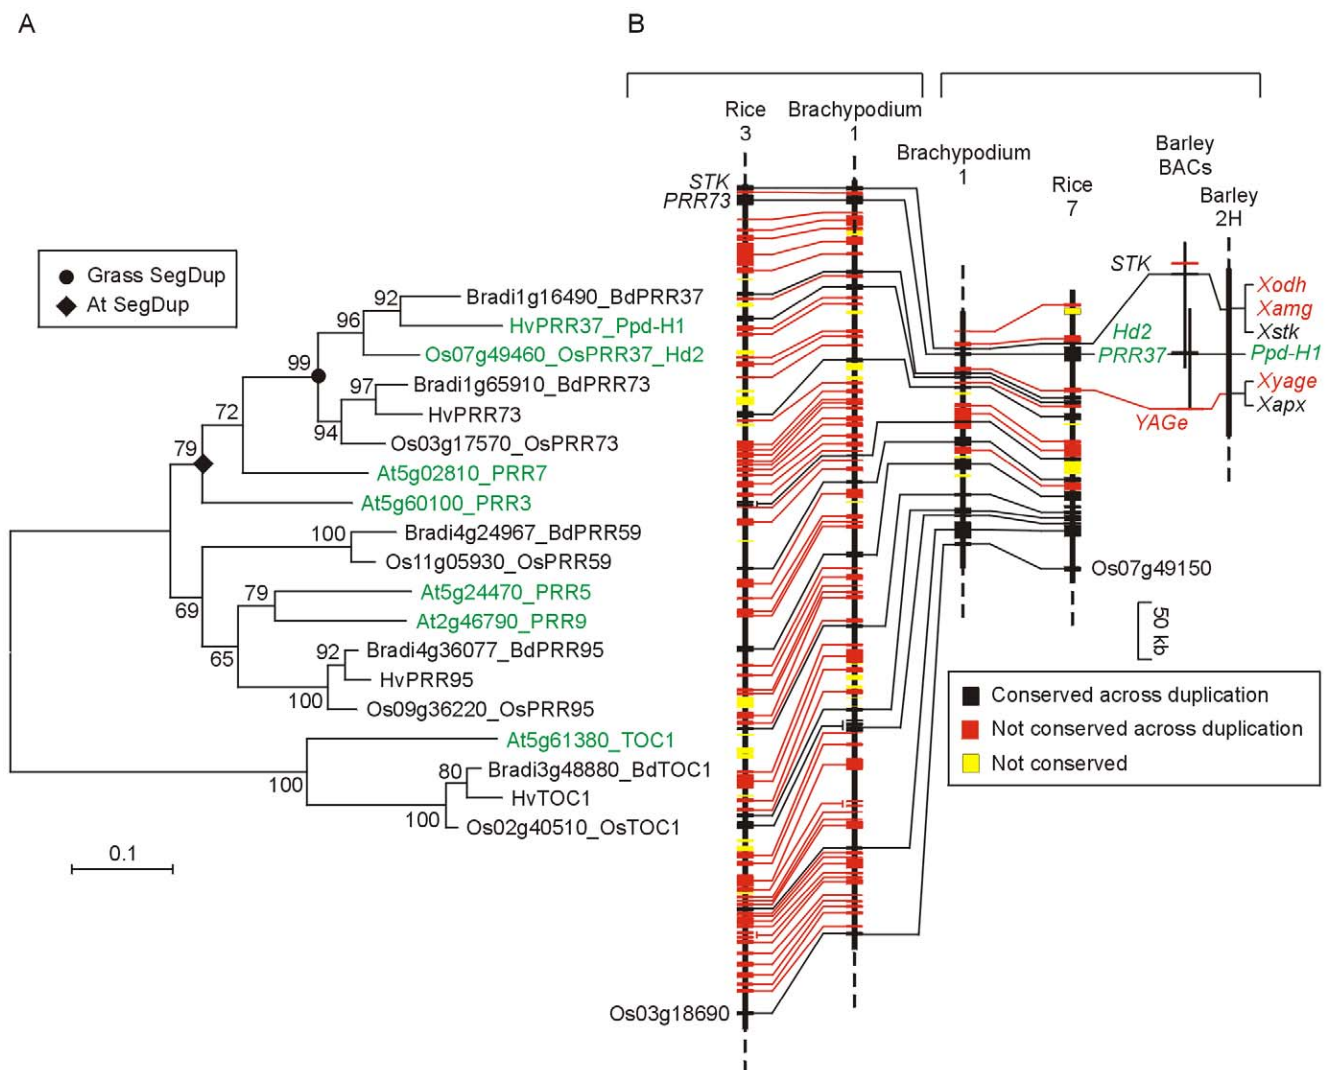 A
B
Grass SegDup
At SegDup
92
Bradi1g16490_BdPRR37
96
HvPRR37_Ppd-H1
99
Os07g49460_OsPRR37_Hd2
97
Bradi1g65910_BdPRR73
72
HvPRR73
94
Os03g17570_OsPRR73
79
At5g02810_PRR7
At5g60100_PRR3
100
Bradi4g24967_BdPRR59
Os11g05930_OsPRR59
69
79
At5g24470_PRR5
At2g46790_PRR9
65
92
Bradi4g36077_BdPRR95
HvPRR95
100
Os09g36220_OsPRR95
At5g61380_TOC1
100
80
Bradi3g48880_BdTOC1
HvTOC1
100
Os02g40510_OsTOC1
0.1
Rice
3
Brachypodium
1
Brachypodium
1
Rice
7
Barley
BACs
Barley
2H
STK
PRR73
STK
Hd2
PRR37
YAGe
Xodh
Xamg
Xstk
Ppd-H1
Xyage
Xapx
Os07g49150
50 kb
Conserved across duplication
Not conserved across duplication
Not conserved
Os03g18690